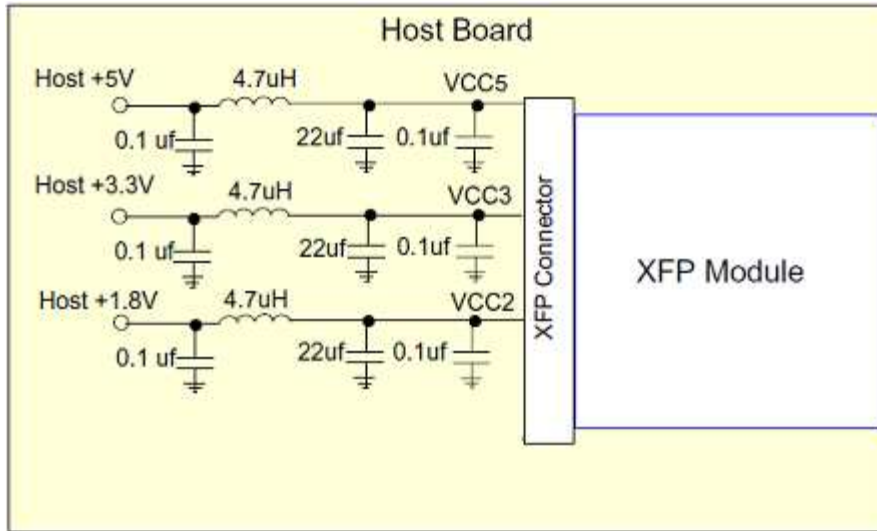 Host Board
Host +5V
4.7uH
VCC5
0.1 uf
22uf
0.1uf
Host +3.3V
4.7uH
VCC3
0.1 uf
22uf
0.1uf
Host +1.8V
4.7uH
VCC2
0.1 uf
22uf
0.1uf
XFP Connector
XFP Module